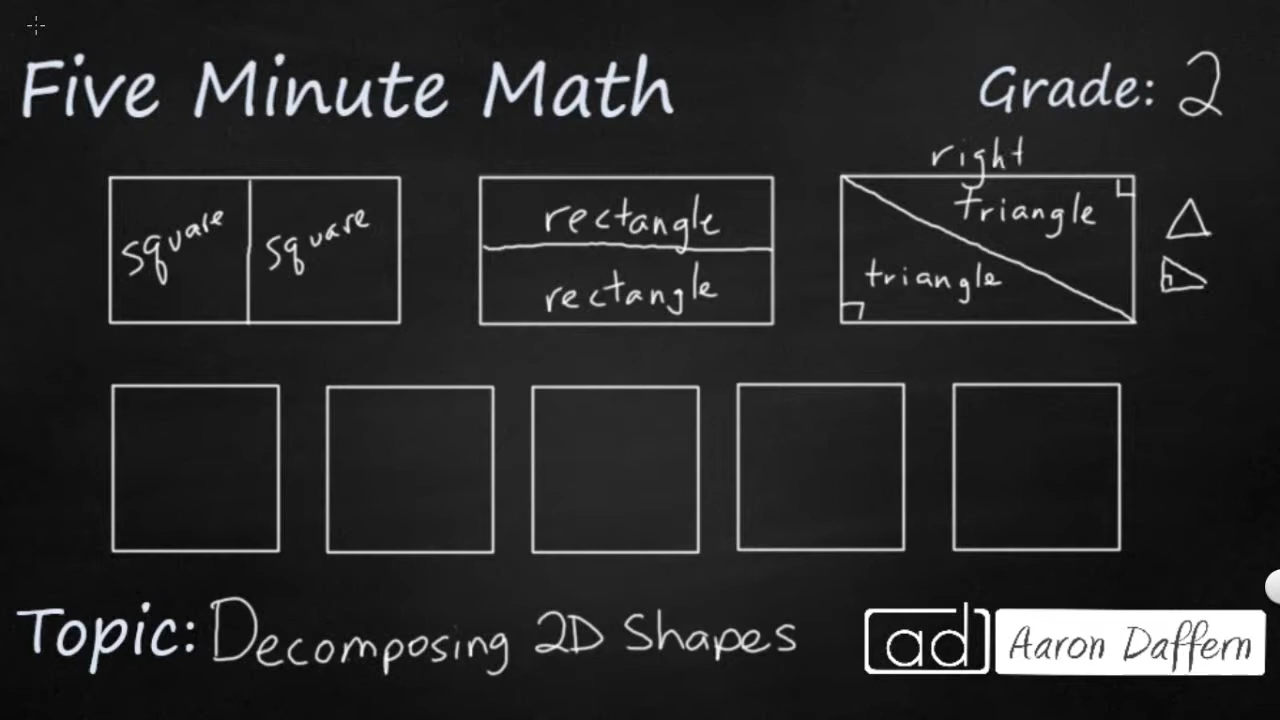 Five Minute Math
Grade: 2
right
square
square
rectangle
rectangle
triangle
triangle
Topic: Decomposing 2D Shapes
ad Aaron Daffern